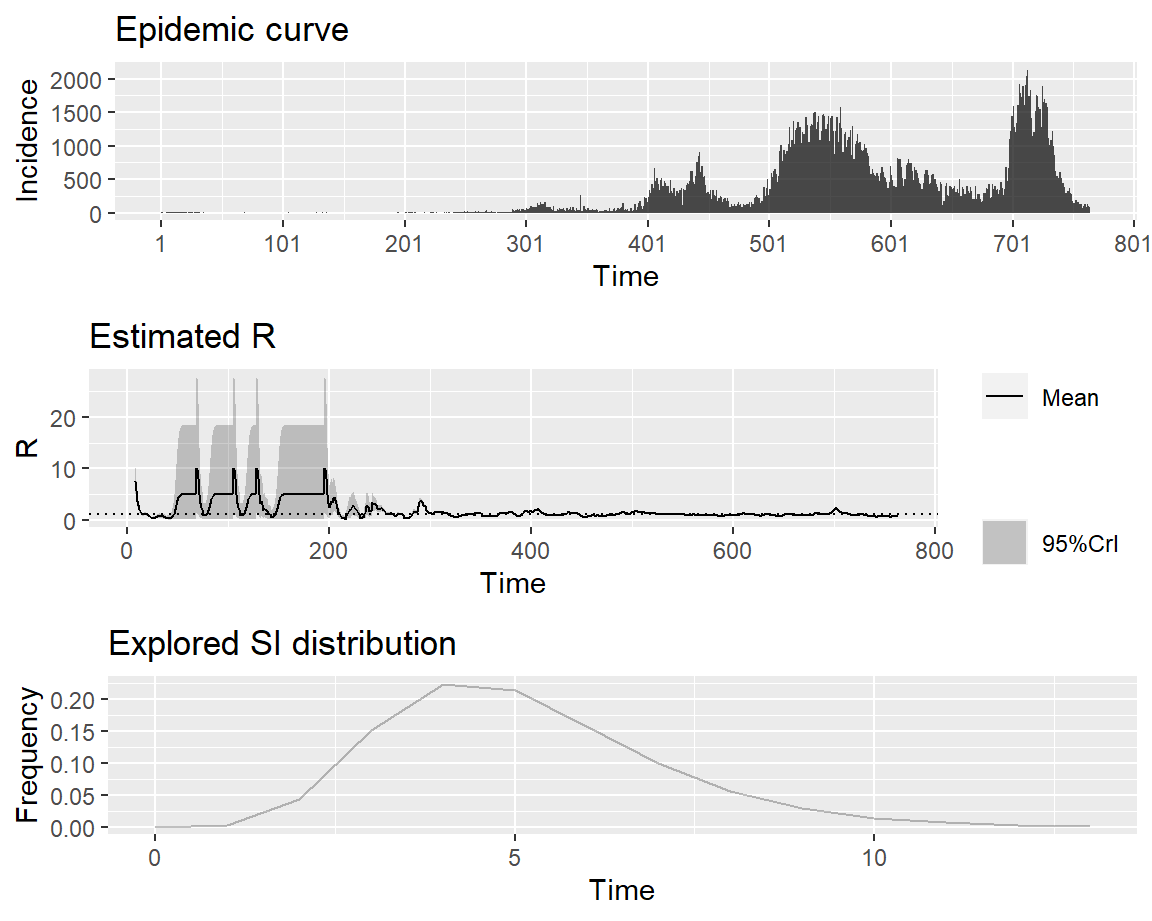 Epidemic curve
Incidence
2000
1500
1000
500
0
1 101 201 301 401 501 601 701 801
Time
Estimated R
R
20
10
0
0 200 400 600 800
Time
Mean
95%CrI
Explored SI distribution
Frequency
0.20
0.15
0.10
0.05
0.00
0 5 10
Time